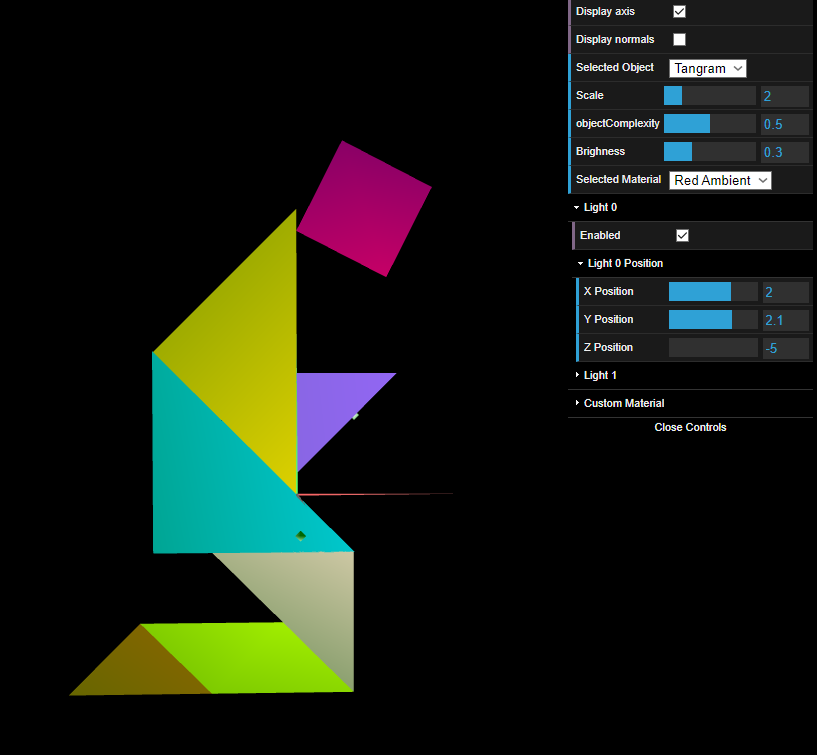 Display axis
Display normals
Selected Object Tangram
Scale 2
objectComplexity 0.5
Brighness 0.3
Selected Material Red Ambient
Light 0
Enabled
Light 0 Position
X Position 2
Y Position 2.1
Z Position -5
Light 1
Custom Material
Close Controls